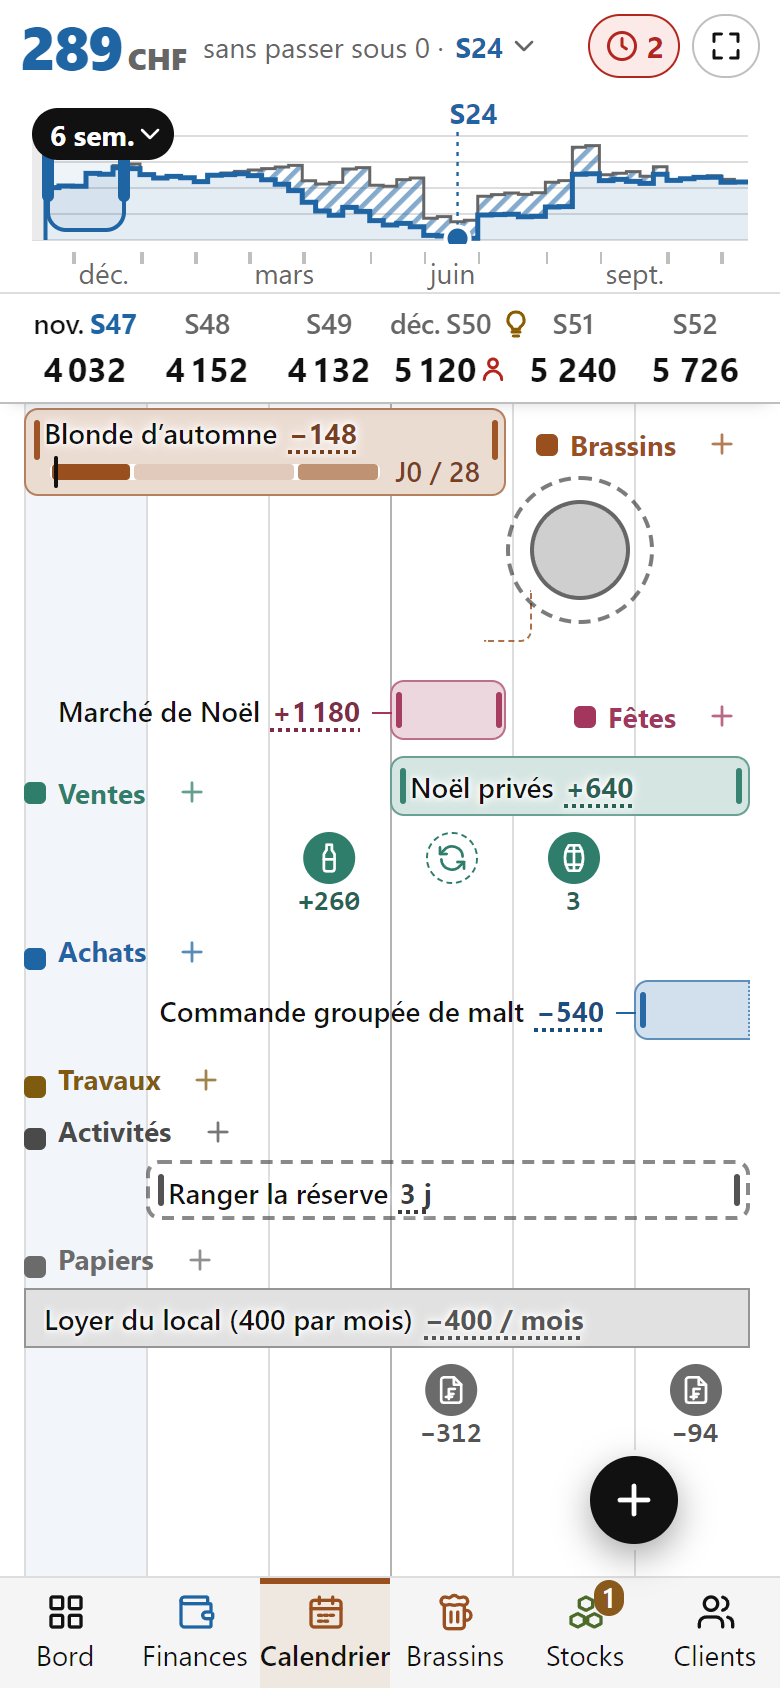 289 CHF sans passer sous 0 · S24
2
S24
6 sem.
déc. mars juin sept.
nov. S47 S48 S49 déc. S50 S51 S52
4 032 4 152 4 132 5 120 5 240 5 726
Blonde d’automne −148
J0 / 28
Brassins +
Marché de Noël +1 180
Fêtes +
Ventes +
Noël privés +640
+260 3
Achats +
Commande groupée de malt −540
Travaux +
Activités +
Ranger la réserve 3 j
Papiers +
Loyer du local (400 par mois) −400 / mois
−312 −94
+
1
Bord Finances Calendrier Brassins Stocks Clients